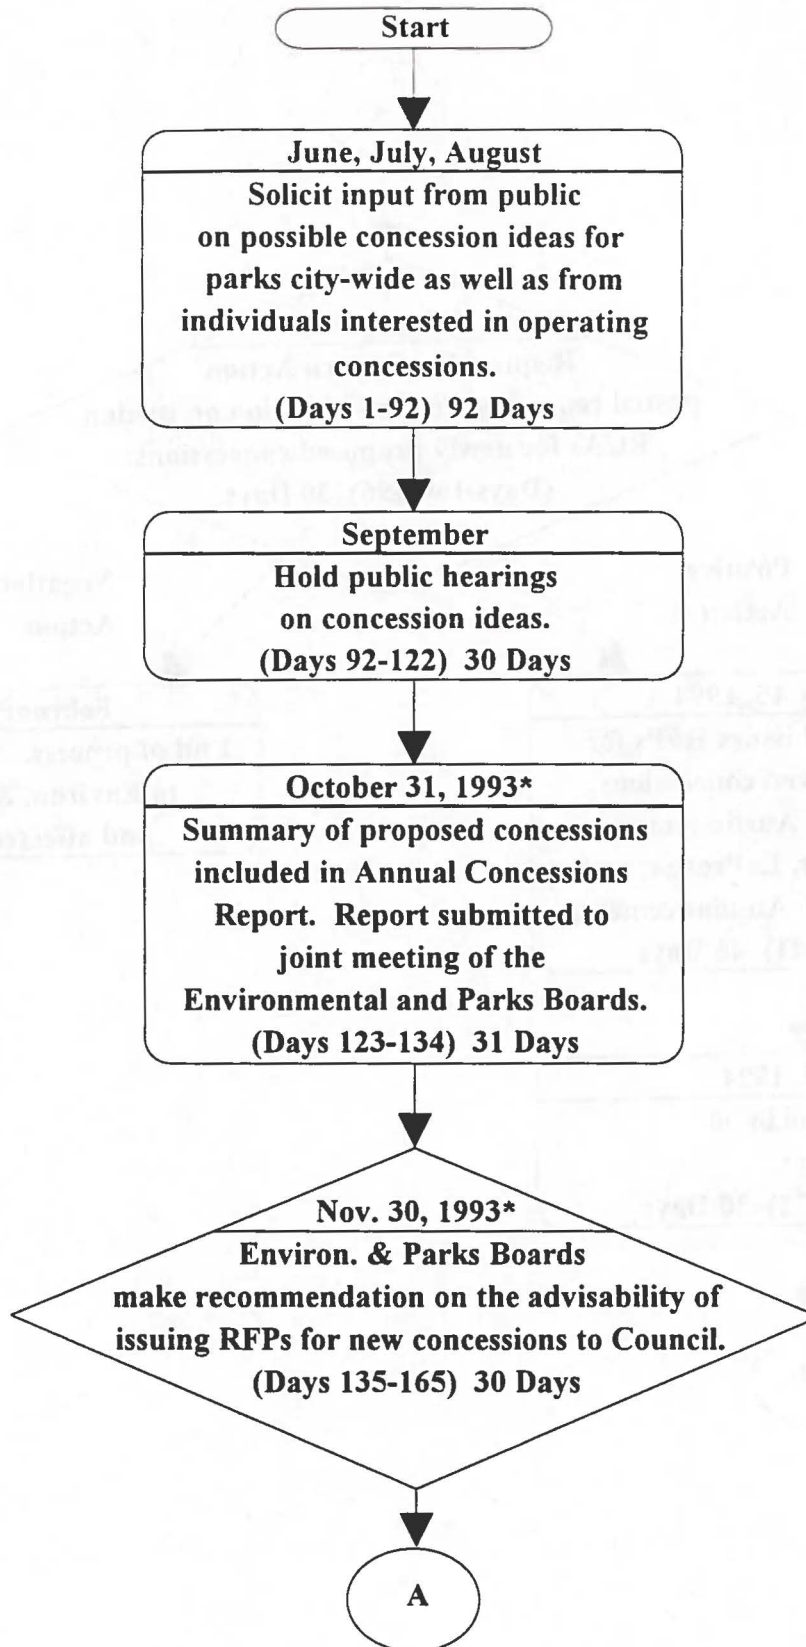 Start
June, July, August
Solicit input from public
on possible concession ideas for
parks city-wide as well as from
individuals interested in operating
concessions.
(Days 1-92) 92 Days
September
Hold public hearings
on concession ideas.
(Days 92-122) 30 Days
October 31, 1993*
Summary of proposed concessions
included in Annual Concessions
Report. Report submitted to
joint meeting of the
Environmental and Parks Boards.
(Days 123-134) 31 Days
Nov. 30, 1993*
Environ. & Parks Boards
make recommendation on the advisability of
issuing RFPs for new concessions to Council.
(Days 135-165) 30 Days
A